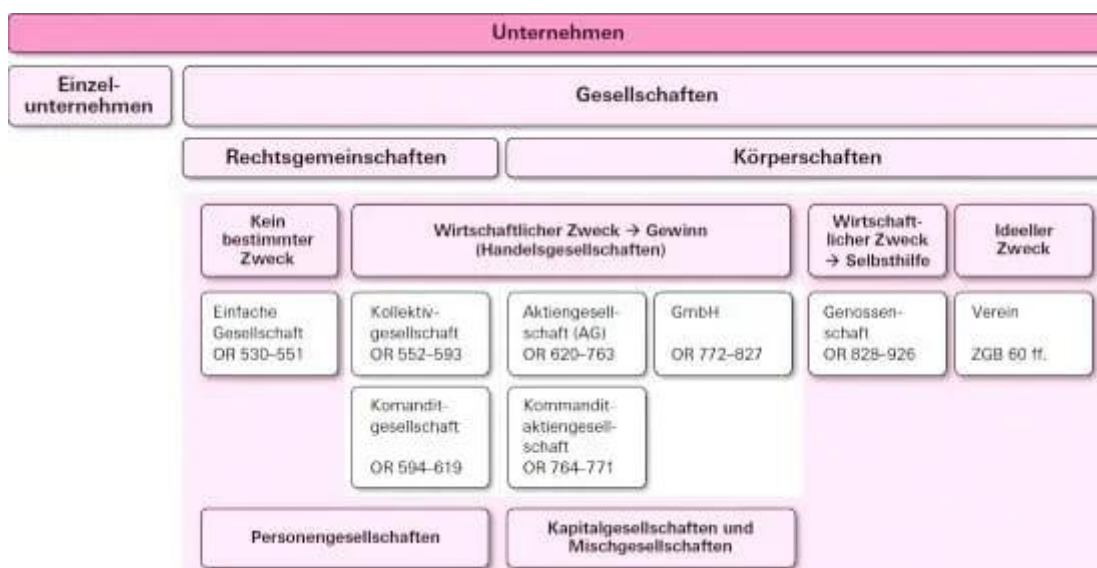 Unternehmen
Einzel-
unternehmen
Gesellschaften
Rechtsgemeinschaften
Körperschaften
Kein
bestimmter
Zweck
Wirtschaftlicher Zweck → Gewinn
(Handelsgesellschaften)
Wirtschaft-
licher Zweck
→ Selbsthilfe
Ideeller
Zweck
Einfache
Gesellschaft
OR 530–551
Kollektiv-
gesellschaft
OR 552–593
Aktiengesell-
schaft (AG)
OR 620–763
GmbH
OR 772–827
Genossen-
schaft
OR 828–926
Verein
ZGB 60 ff.
Komandit-
gesellschaft
OR 594–619
Kommandit-
aktiengesell-
schaft
OR 764–771
Personengesellschaften
Kapitalgesellschaften und
Mischgesellschaften